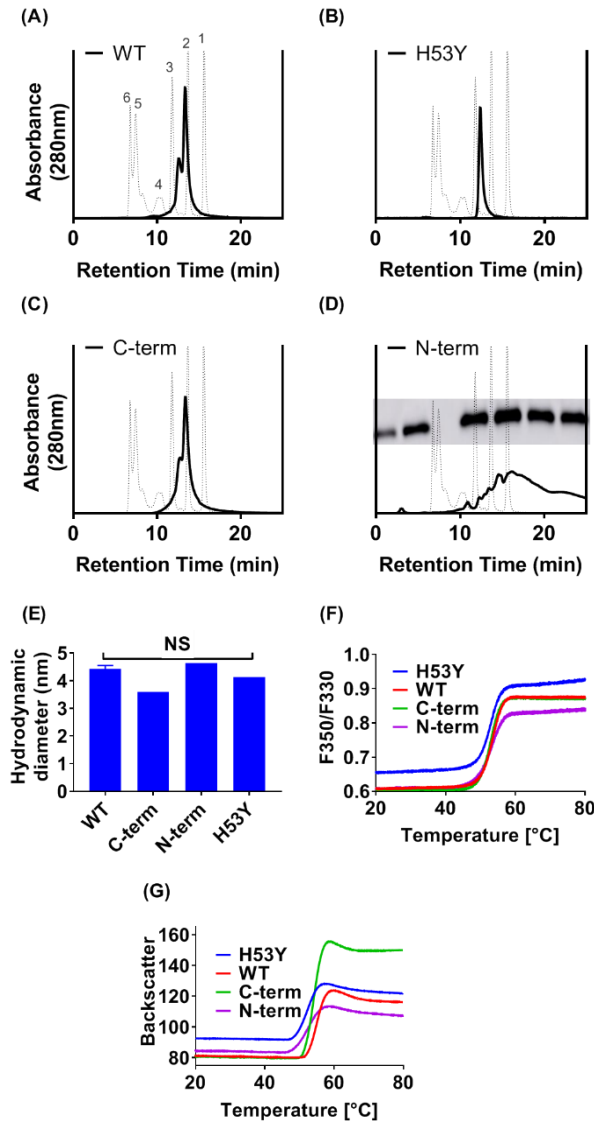 (A)
(B)
WT
H53Y
1
2
3
4
5
6
Absorbance
(280nm)
0 10 20
0 10 20
Retention Time (min)
Retention Time (min)
(C)
(D)
C-term
N-term
Absorbance
(280nm)
0 10 20
0 10 20
Retention Time (min)
Retention Time (min)
(E)
NS
Hydrodynamic
diameter (nm)
5
4
3
2
1
0
WT
C-term
N-term
H53Y
(F)
F350/F330
1.0
0.9
0.8
0.7
0.6
H53Y
WT
C-term
N-term
20 40 60 80
Temperature [°C]
(G)
Backscatter
160
140
120
100
80
H53Y
WT
C-term
N-term
20 40 60 80
Temperature [°C]